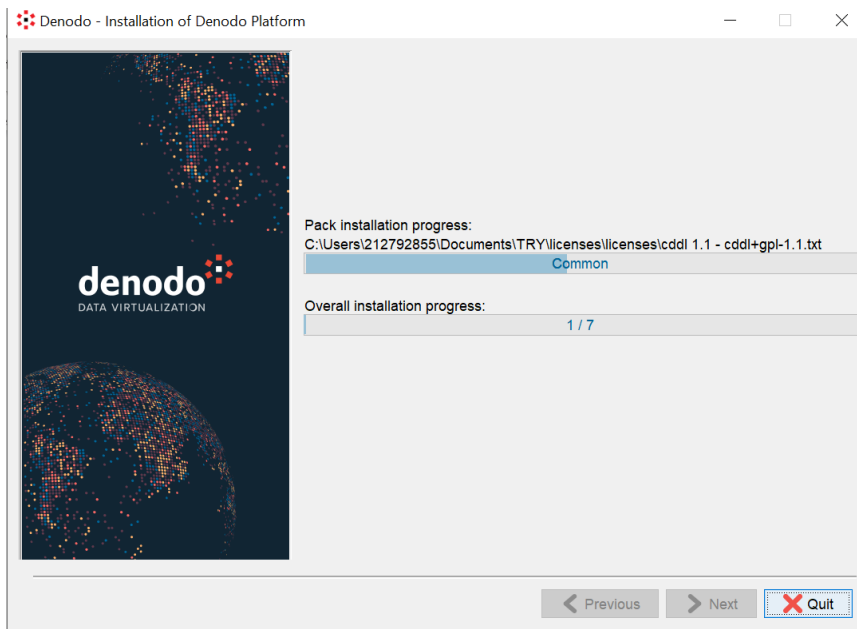 Denodo - Installation of Denodo Platform
denodo
DATA VIRTUALIZATION
Pack installation progress:
C:\Users\212792855\Documents\TRY\licenses\licenses\cddl 1.1 - cddl+gpl-1.1.txt
Common
Overall installation progress:
1 / 7
Previous
Next
Quit